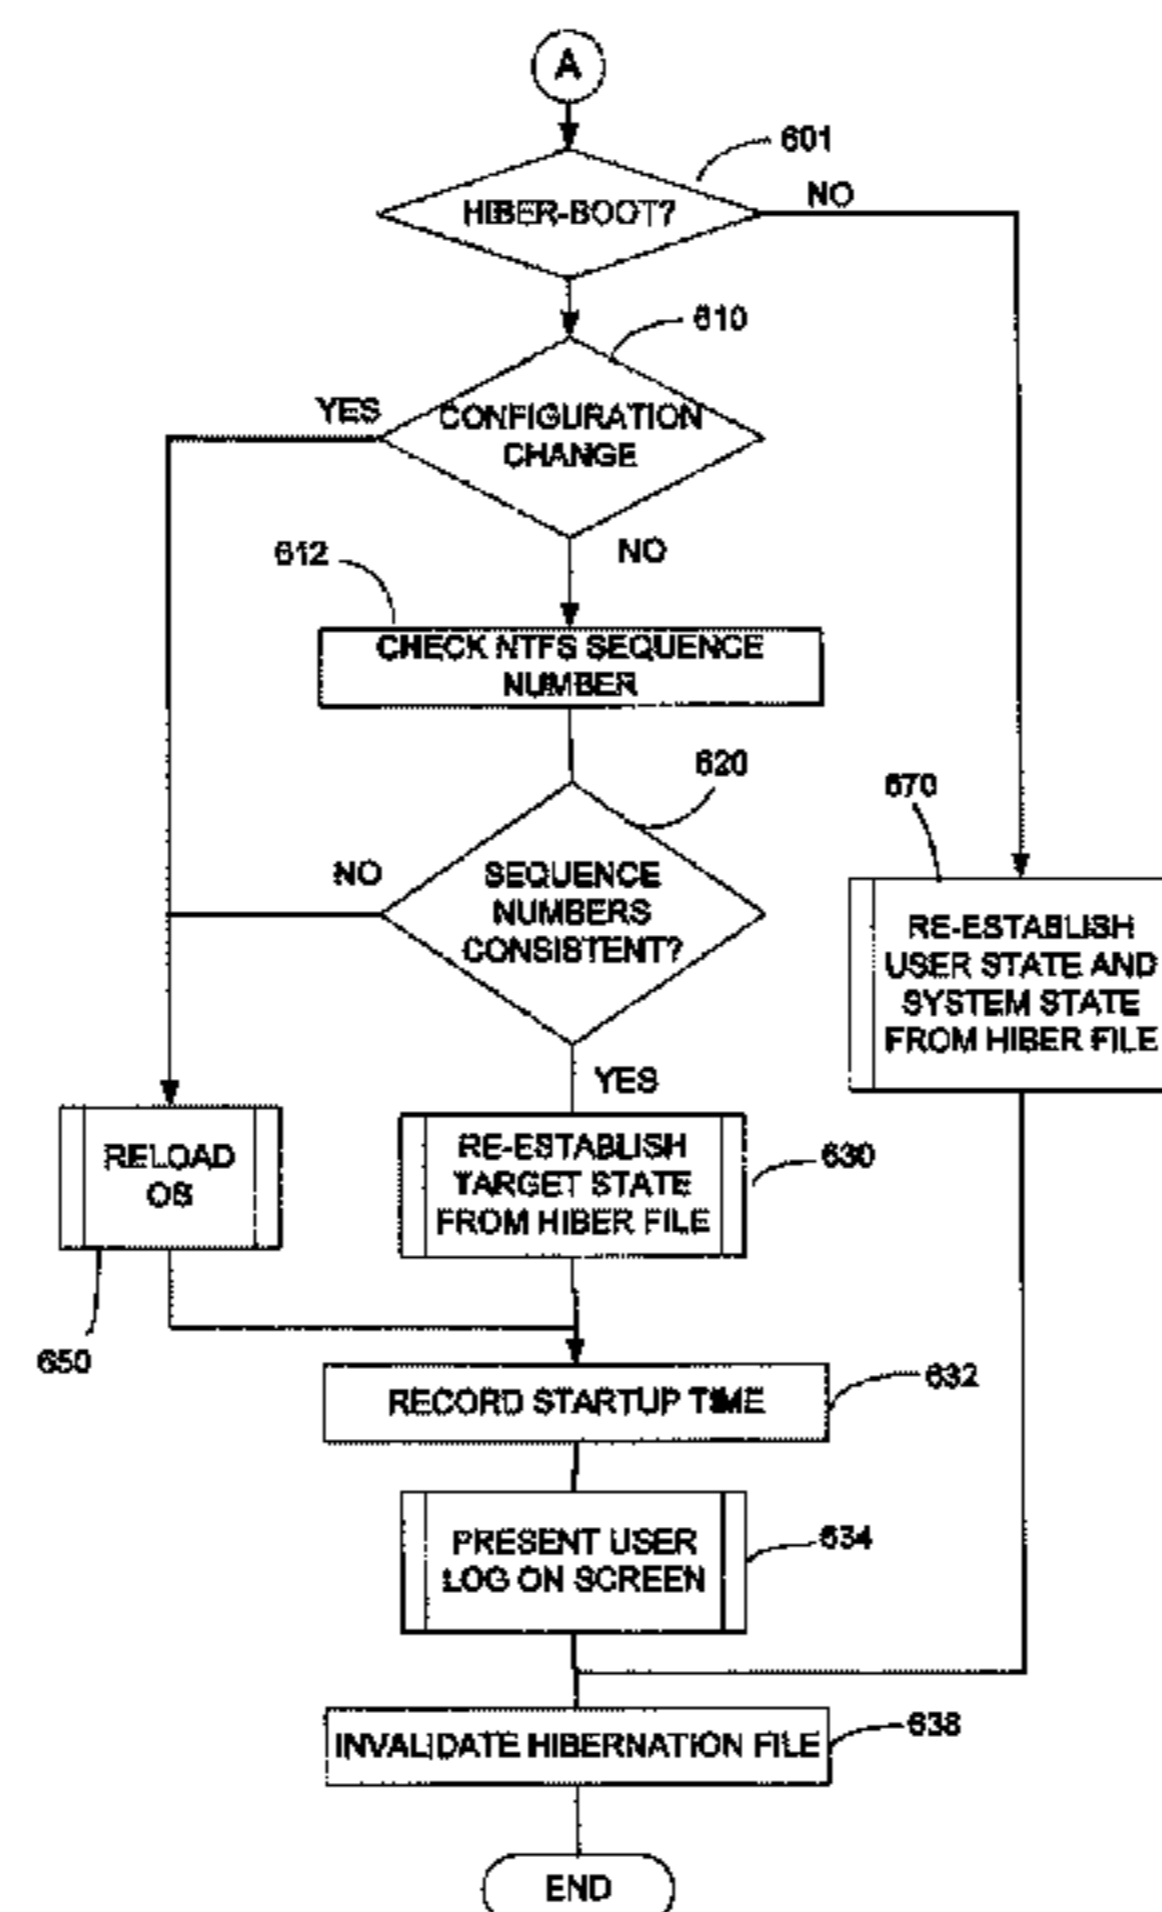 A
601
HIBER-BOOT?
NO
610
YES
CONFIGURATION
CHANGE
NO
612
CHECK NTFS SEQUENCE
NUMBER
620
670
NO
SEQUENCE
NUMBERS
CONSISTENT?
RE-ESTABLISH
USER STATE AND
SYSTEM STATE
FROM HIBER FILE
YES
RELOAD
OS
RE-ESTABLISH
TARGET STATE
FROM HIBER FILE
630
650
RECORD STARTUP TIME
632
PRESENT USER
LOG ON SCREEN
634
INVALIDATE HIBERNATION FILE
638
END